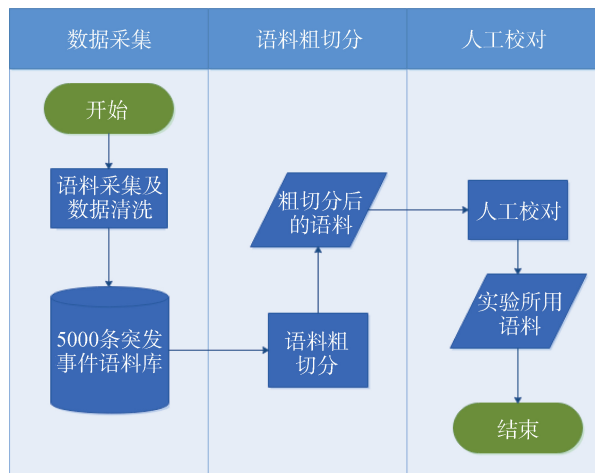 数据采集
语料粗切分
人工校对
开始
语料采集及
数据清洗
5000条突发
事件语料库
语料粗
切分
粗切分后
的语料
人工校对
实验所用
语料
结束